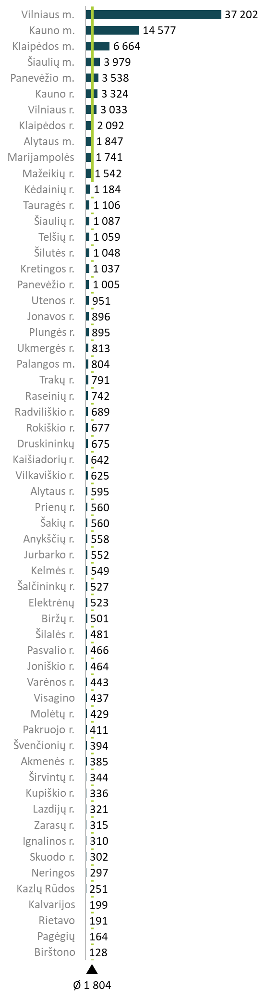 Vilniaus m. 37 202
Kauno m. 14 577
Klaipėdos m. 6 664
Šiaulių m. 3 979
Panevėžio m. 3 538
Kauno r. 3 324
Vilniaus r. 3 033
Klaipėdos r. 2 092
Alytaus m. 1 847
Marijampolės 1 741
Mažeikių r. 1 542
Kėdainių r. 1 184
Tauragės r. 1 106
Šiaulių r. 1 087
Telšių r. 1 059
Šilutės r. 1 048
Kretingos r. 1 037
Panevėžio r. 1 005
Utenos r. 951
Jonavos r. 896
Plungės r. 895
Ukmergės r. 813
Palangos m. 804
Trakų r. 791
Raseinių r. 742
Radviliškio r. 689
Rokiškio r. 677
Druskininkų 675
Kaišiadorių r. 642
Vilkaviškio r. 625
Alytaus r. 595
Prienų r. 560
Šakių r. 560
Anykščių r. 558
Jurbarko r. 552
Kelmės r. 549
Šalčininkų r. 527
Elektrėnų 523
Biržų r. 501
Šilalės r. 481
Pasvalio r. 466
Joniškio r. 464
Varėnos r. 443
Visagino 437
Molėtų r. 429
Pakruojo r. 411
Švenčionių r. 394
Akmenės r. 385
Širvintų r. 344
Kupiškio r. 336
Lazdijų r. 321
Zarasų r. 315
Ignalinos r. 310
Skuodo r. 302
Neringos 297
Kazlų Rūdos 251
Kalvarijos 199
Rietavo 191
Pagėgių 164
Birštono 128
Ø 1 804